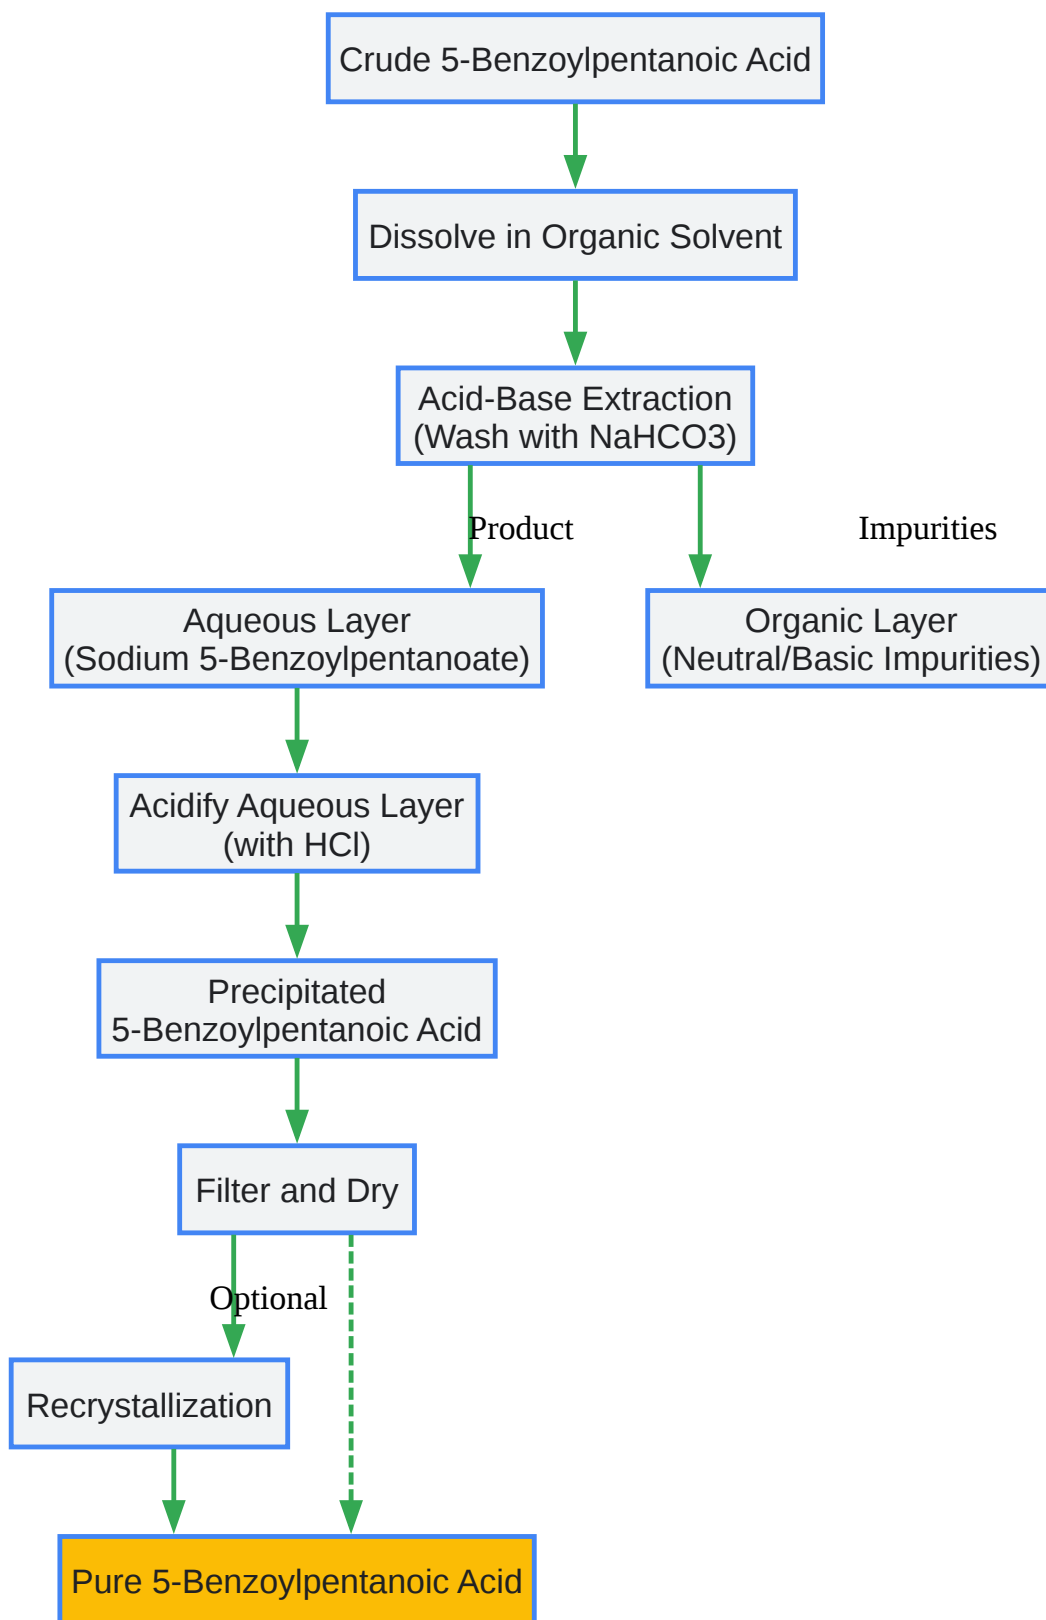 Crude 5-Benzoylpentanoic Acid
Dissolve in Organic Solvent
Acid-Base Extraction
(Wash with NaHCO3)
Product
Impurities
Aqueous Layer
(Sodium 5-Benzoylpentanoate)
Organic Layer
(Neutral/Basic Impurities)
Acidify Aqueous Layer
(with HCl)
Precipitated
5-Benzoylpentanoic Acid
Filter and Dry
Optional
Recrystallization
Pure 5-Benzoylpentanoic Acid